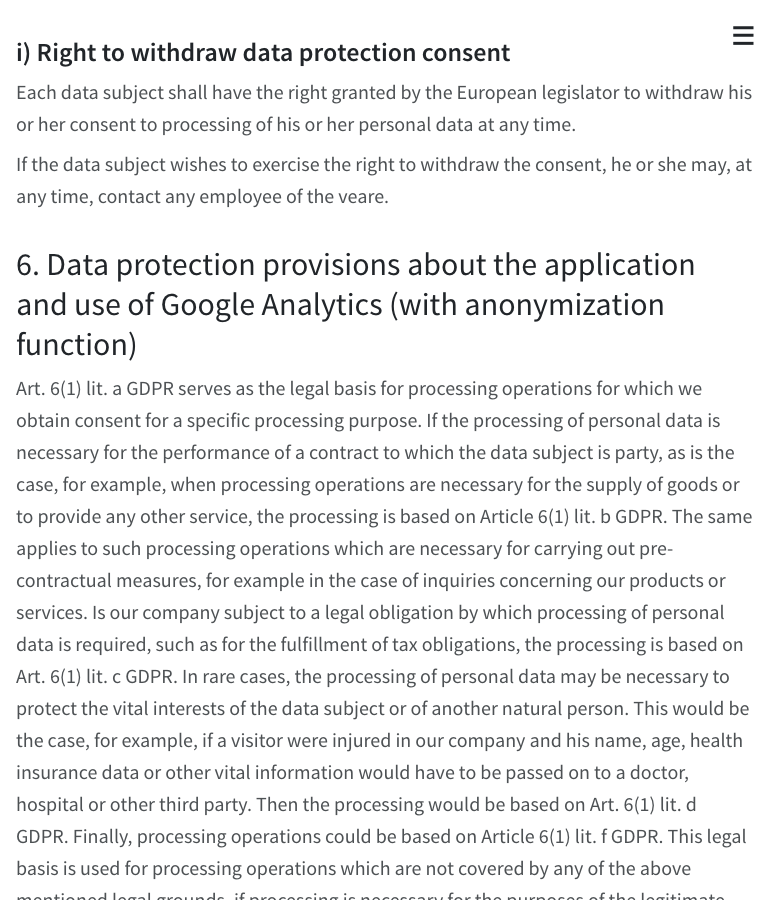 i) Right to withdraw data protection consent
Each data subject shall have the right granted by the European legislator to withdraw his
or her consent to processing of his or her personal data at any time.
If the data subject wishes to exercise the right to withdraw the consent, he or she may, at
any time, contact any employee of the veare.
6. Data protection provisions about the application
and use of Google Analytics (with anonymization
function)
Art. 6(1) lit. a GDPR serves as the legal basis for processing operations for which we
obtain consent for a specific processing purpose. If the processing of personal data is
necessary for the performance of a contract to which the data subject is party, as is the
case, for example, when processing operations are necessary for the supply of goods or
to provide any other service, the processing is based on Article 6(1) lit. b GDPR. The same
applies to such processing operations which are necessary for carrying out pre-
contractual measures, for example in the case of inquiries concerning our products or
services. Is our company subject to a legal obligation by which processing of personal
data is required, such as for the fulfillment of tax obligations, the processing is based on
Art. 6(1) lit. c GDPR. In rare cases, the processing of personal data may be necessary to
protect the vital interests of the data subject or of another natural person. This would be
the case, for example, if a visitor were injured in our company and his name, age, health
insurance data or other vital information would have to be passed on to a doctor,
hospital or other third party. Then the processing would be based on Art. 6(1) lit. d
GDPR. Finally, processing operations could be based on Article 6(1) lit. f GDPR. This legal
basis is used for processing operations which are not covered by any of the above
mentioned legal grounds, if processing is necessary for the purposes of the legitimate